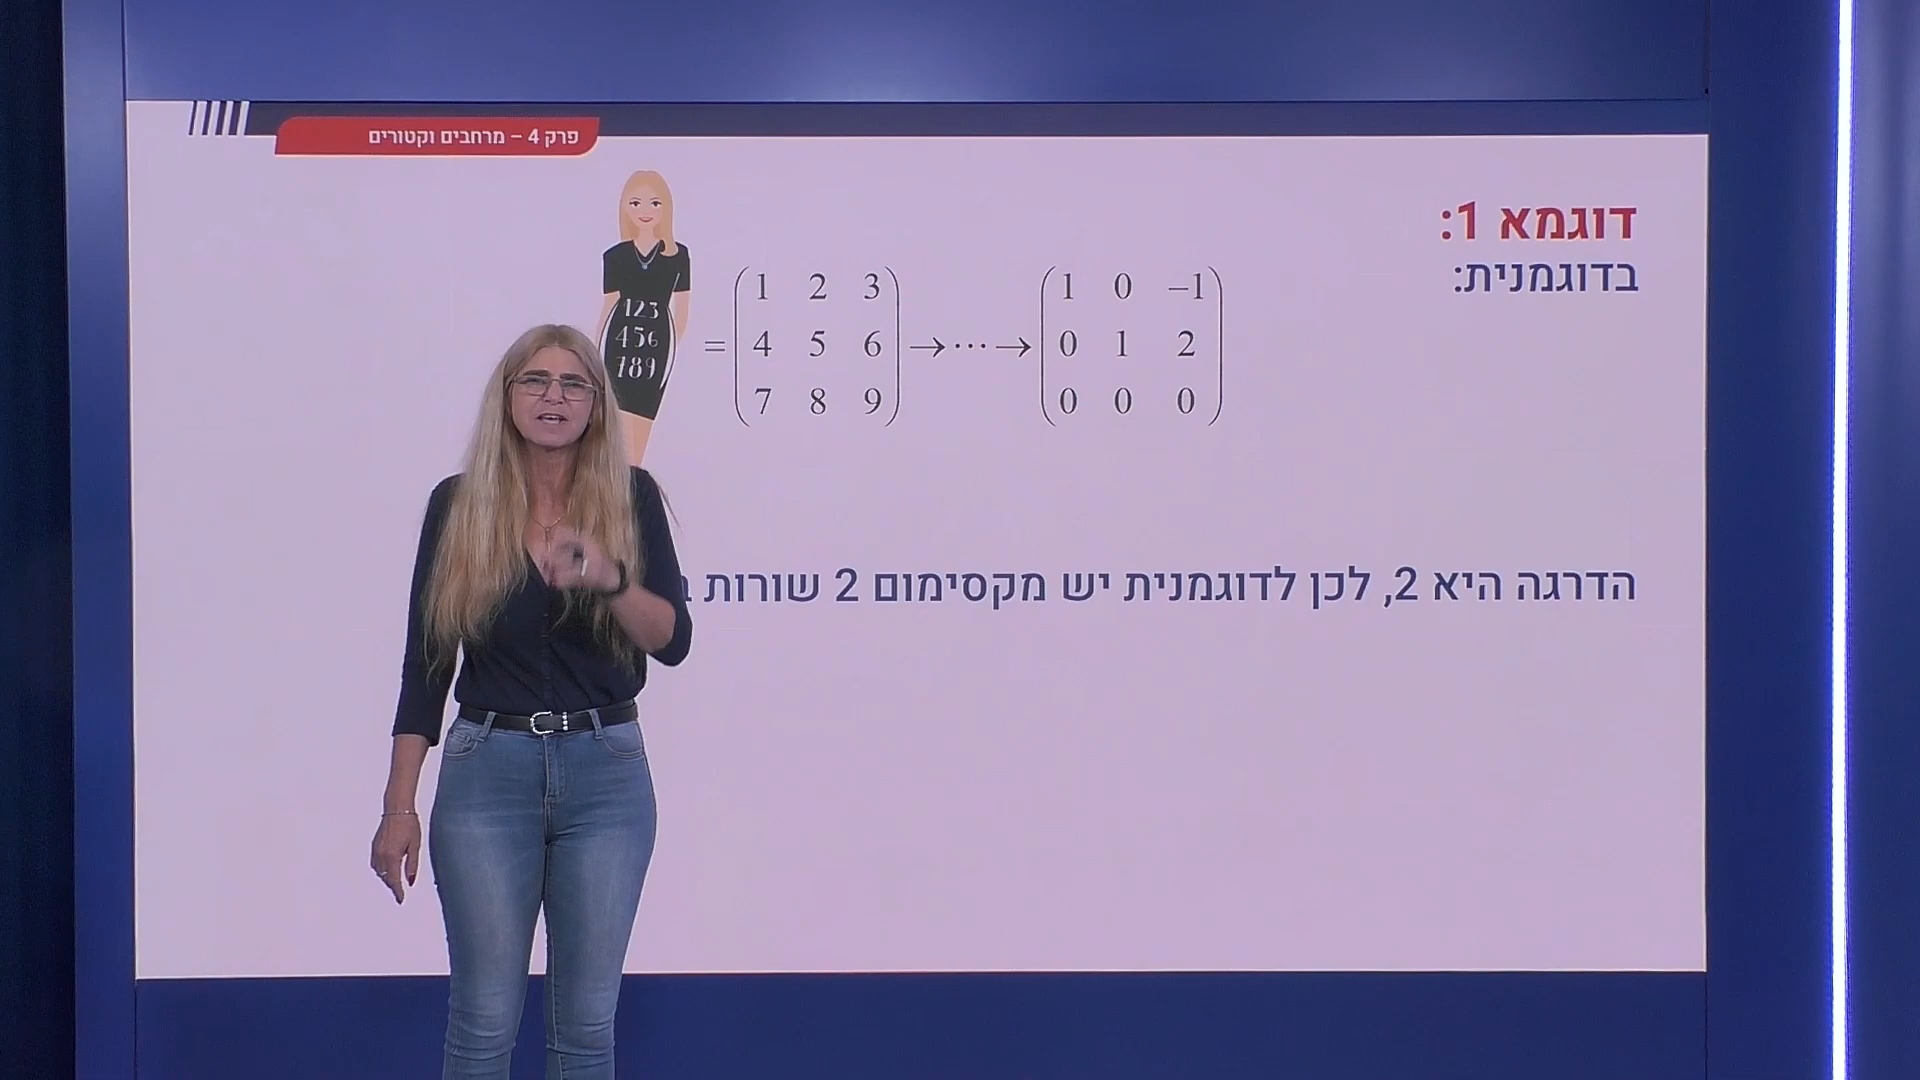 פרק 4 – מרחבים וקטורים
דוגמא 1:
בדוגמנית:
123
456
789
= (1 2 3) →⋯→ (1 0 −1)
(4 5 6) (0 1 2)
(7 8 9) (0 0 0)
הדרגה היא 2, לכן לדוגמנית יש מקסימום 2 שורות